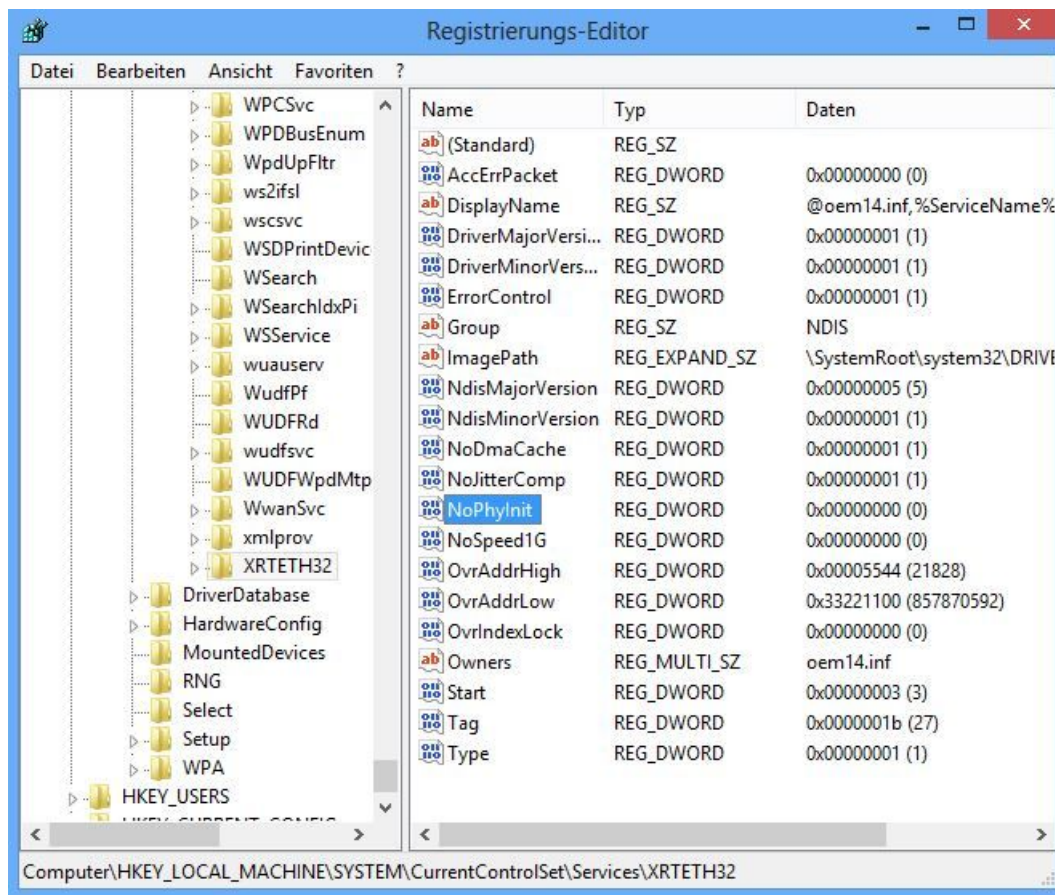 Registrierungs-Editor
Datei Bearbeiten Ansicht Favoriten ?
WPCSvc
WPDBusEnum
WpdUpFltr
ws2ifsl
wscsvc
WSDPrintDevic
WSearch
WSearchIdxPi
WSService
wuauserv
WudfPf
WUDFRd
wudfsvc
WUDFWpdMtp
WwanSvc
xmlprov
XRTETH32
DriverDatabase
HardwareConfig
MountedDevices
RNG
Select
Setup
WPA
HKEY_USERS
Name Typ Daten
(Standard) REG_SZ
AccErrPacket REG_DWORD 0x00000000 (0)
DisplayName REG_SZ @oem14.inf,%ServiceName%
DriverMajorVersi... REG_DWORD 0x00000001 (1)
DriverMinorVers... REG_DWORD 0x00000001 (1)
ErrorControl REG_DWORD 0x00000001 (1)
Group REG_SZ NDIS
ImagePath REG_EXPAND_SZ \SystemRoot\system32\DRIVE
NdisMajorVersion REG_DWORD 0x00000005 (5)
NdisMinorVersion REG_DWORD 0x00000001 (1)
NoDmaCache REG_DWORD 0x00000001 (1)
NoJitterComp REG_DWORD 0x00000001 (1)
NoPhyInit REG_DWORD 0x00000000 (0)
NoSpeed1G REG_DWORD 0x00000000 (0)
OvrAddrHigh REG_DWORD 0x00005544 (21828)
OvrAddrLow REG_DWORD 0x33221100 (857870592)
OvrIndexLock REG_DWORD 0x00000000 (0)
Owners REG_MULTI_SZ oem14.inf
Start REG_DWORD 0x00000003 (3)
Tag REG_DWORD 0x0000001b (27)
Type REG_DWORD 0x00000001 (1)
Computer\HKEY_LOCAL_MACHINE\SYSTEM\CurrentControlSet\Services\XRTETH32